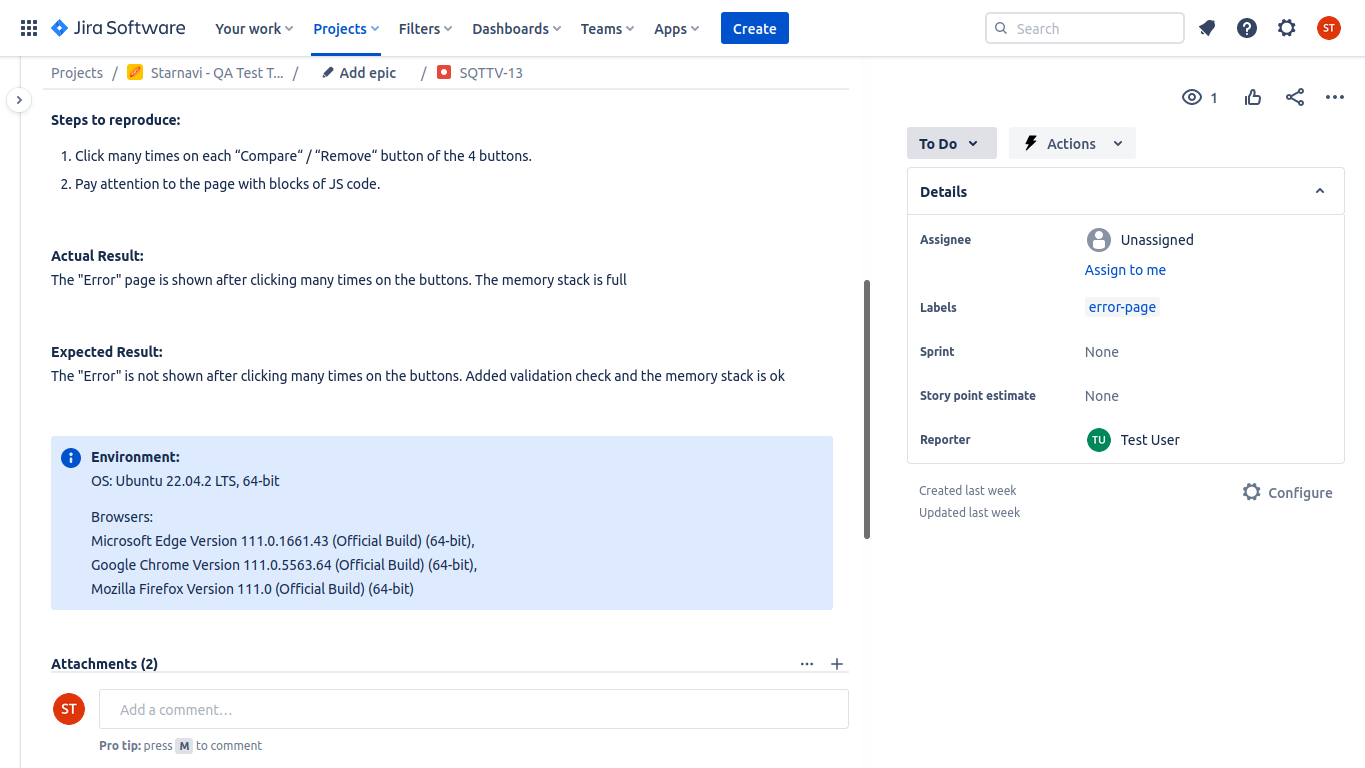 Jira Software
Your work
Projects
Filters
Dashboards
Teams
Apps
Create
Search
ST
Projects / Starnavi - QA Test T... / Add epic / SQTTV-13
1
Steps to reproduce:
1. Click many times on each “Compare“ / “Remove“ button of the 4 buttons.
2. Pay attention to the page with blocks of JS code.
Actual Result:
The "Error" page is shown after clicking many times on the buttons. The memory stack is full
Expected Result:
The "Error" is not shown after clicking many times on the buttons. Added validation check and the memory stack is ok
Environment:
OS: Ubuntu 22.04.2 LTS, 64-bit
Browsers:
Microsoft Edge Version 111.0.1661.43 (Official Build) (64-bit),
Google Chrome Version 111.0.5563.64 (Official Build) (64-bit),
Mozilla Firefox Version 111.0 (Official Build) (64-bit)
Attachments (2)
ST
Add a comment…
Pro tip: press M to comment
To Do
Actions
Details
Assignee
Unassigned
Assign to me
Labels
error-page
Sprint
None
Story point estimate
None
Reporter
TU Test User
Created last week
Updated last week
Configure